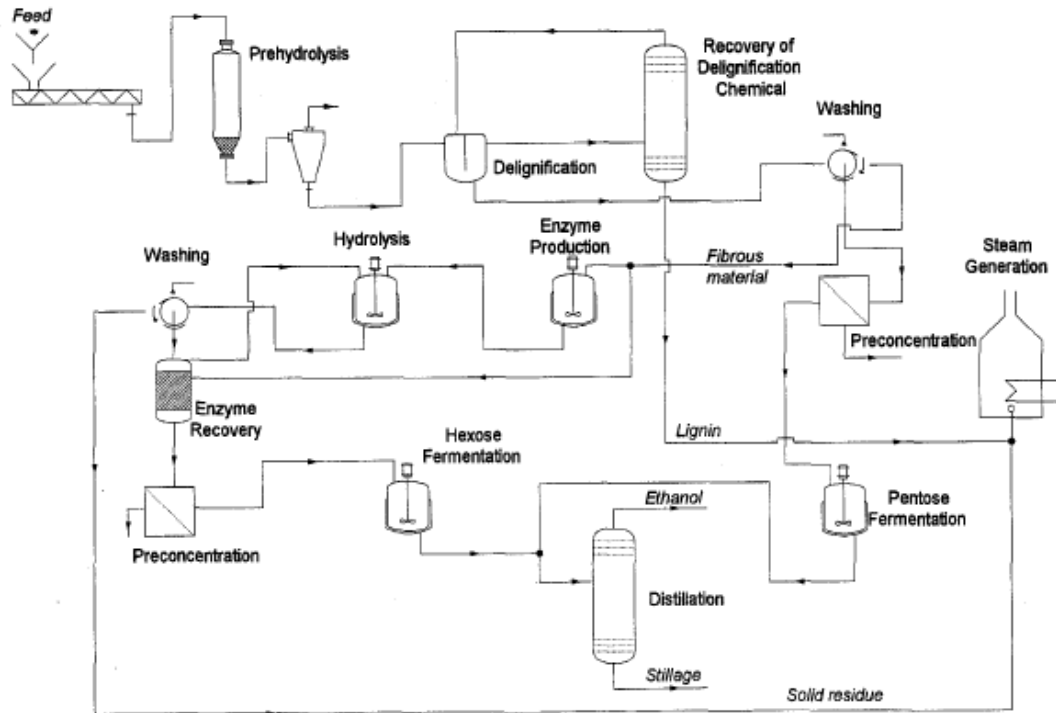 Feed
Prehydrolysis
Recovery of
Delignification
Chemical
Washing
Delignification
Hydrolysis
Enzyme
Production
Washing
Fibrous
material
Steam
Generation
Preconcentration
Enzyme
Recovery
Hexose
Fermentation
Lignin
Ethanol
Pentose
Fermentation
Preconcentration
Distillation
Stillage
Solid residue